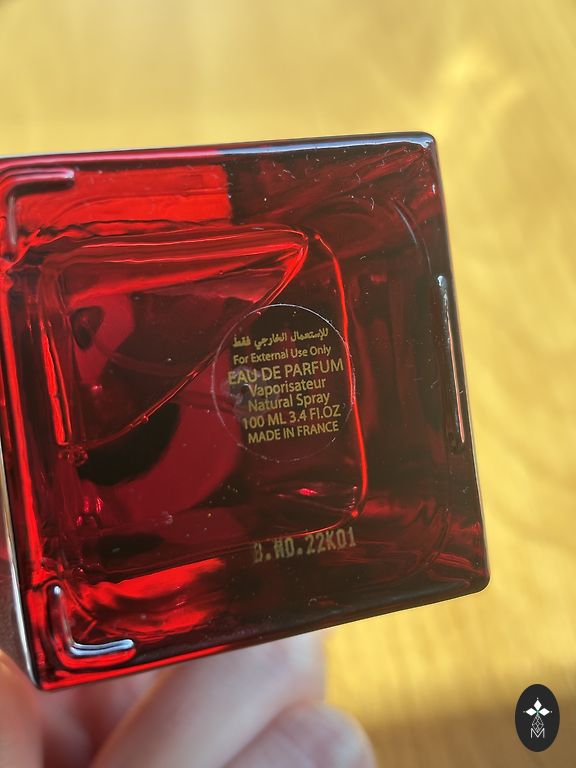 للإستعمال الخارجي فقط
For External Use Only
EAU DE PARFUM
Vaporisateur
Natural Spray
100 ML 3.4 Fl.OZ
MADE IN FRANCE
B.NO.22K01
M